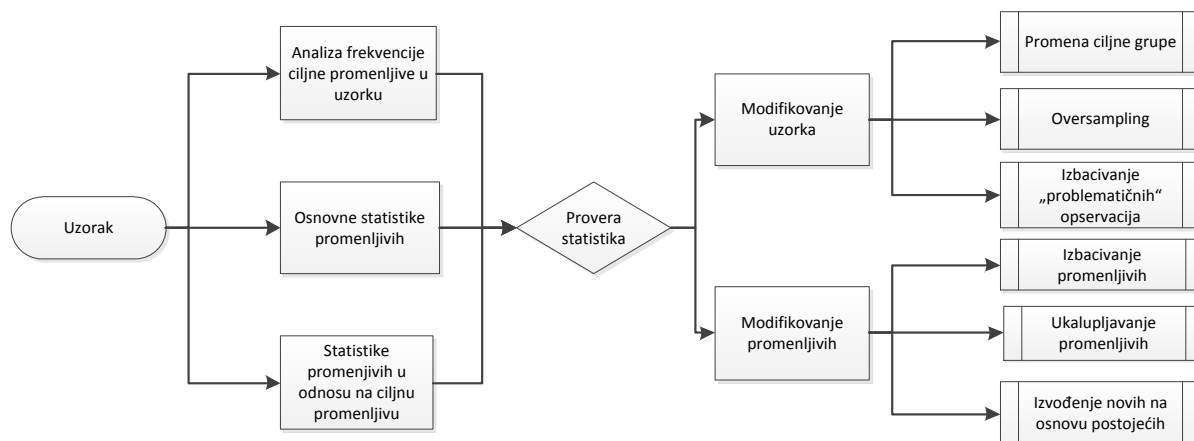 Uzorak
Analiza frekvencije
ciljne promenljive u
uzorku
Osnovne statistike
promenljivih
Statistike
promenjivih u
odnosu na ciljnu
promenljivu
Provera
statistika
Modifikovanje
uzorka
Modifikovanje
promenljivih
Promena ciljne grupe
Oversampling
Izbacivanje
„problematičnih“
opservacija
Izbacivanje
promenljivih
Ukalupljavanje
promenljivih
Izvođenje novih na
osnovu postojećih